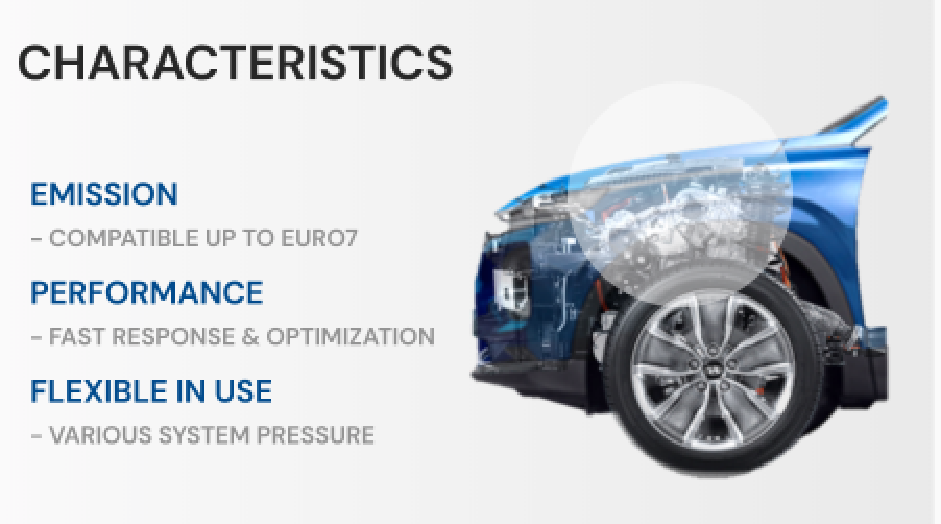 CHARACTERISTICS
EMISSION
– COMPATIBLE UP TO EURO7
PERFORMANCE
– FAST RESPONSE & OPTIMIZATION
FLEXIBLE IN USE
– VARIOUS SYSTEM PRESSURE